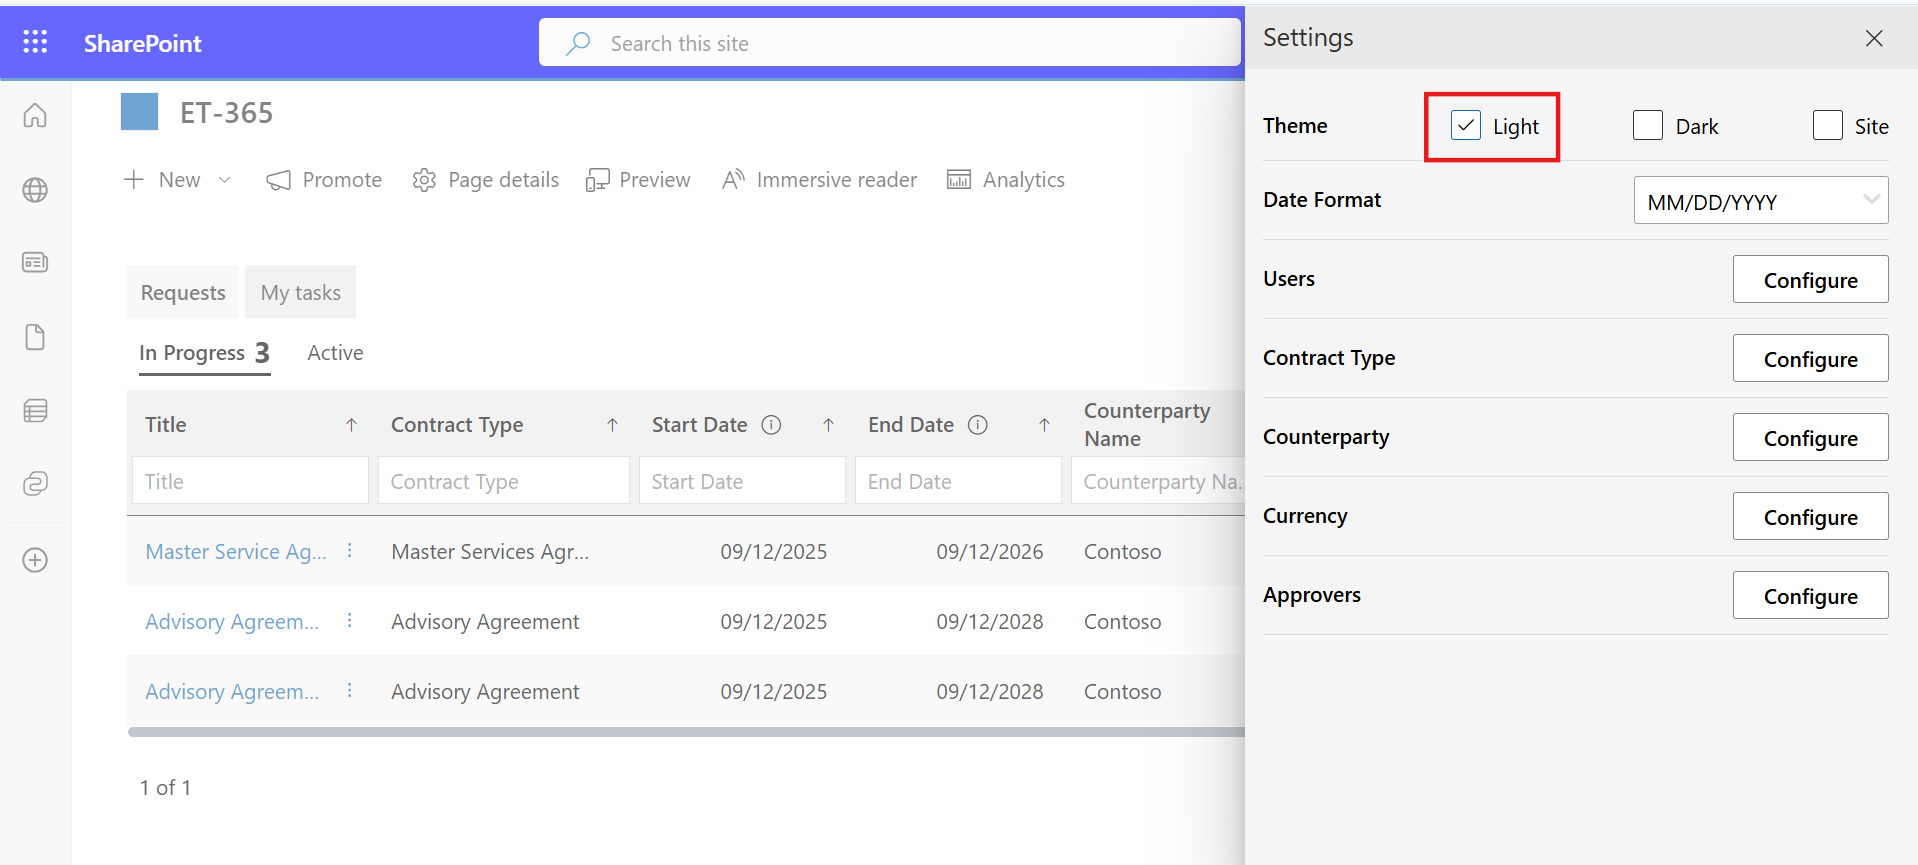 SharePoint
Search this site
ET-365
New Promote Page details Preview Immersive reader Analytics
Requests My tasks
In Progress 3 Active
Title Contract Type Start Date End Date Counterparty Name
Title Contract Type Start Date End Date Counterparty Na...
Master Service Ag... Master Services Agr... 09/12/2025 09/12/2026 Contoso
Advisory Agreem... Advisory Agreement 09/12/2025 09/12/2028 Contoso
Advisory Agreem... Advisory Agreement 09/12/2025 09/12/2028 Contoso
1 of 1
Settings
Theme Light Dark Site
Date Format MM/DD/YYYY
Users Configure
Contract Type Configure
Counterparty Configure
Currency Configure
Approvers Configure